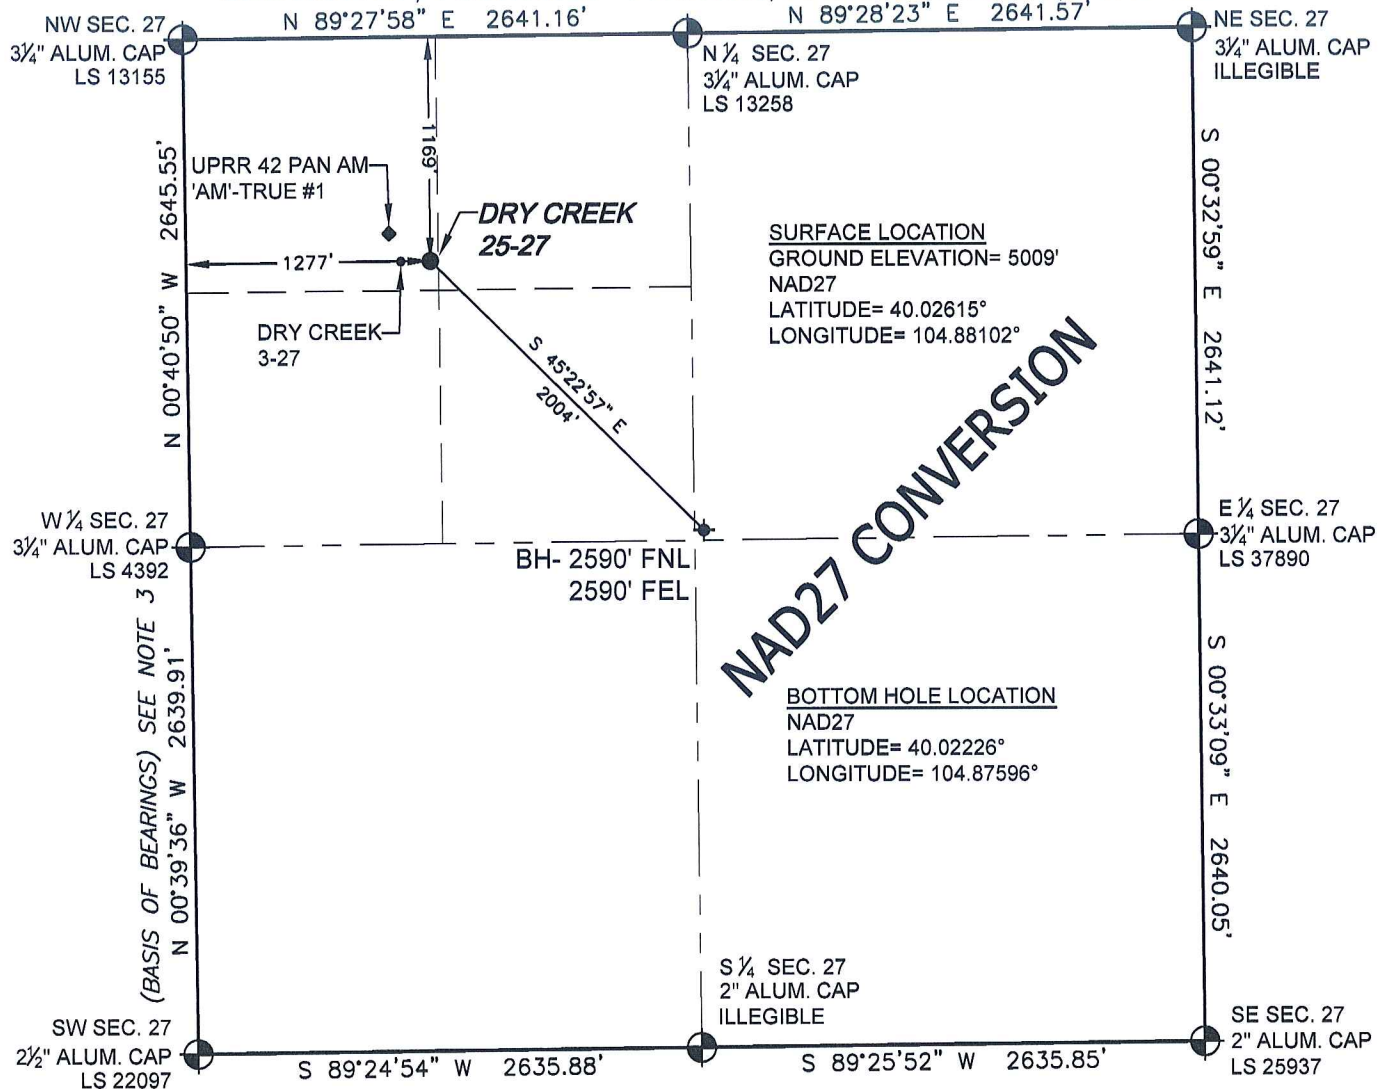 N 89°27'58" E 2641.16'
N 89°28'23" E 2641.57'
NW SEC. 27
3¼" ALUM. CAP
LS 13155
N ¼ SEC. 27
3¼" ALUM. CAP
LS 13258
NE SEC. 27
3¼" ALUM. CAP
ILLEGIBLE
1169'
UPRR 42 PAN AM
'AM'-TRUE #1
DRY CREEK
25-27
1277'
DRY CREEK
3-27
N 00°40'50" W 2645.55'
S 45°22'57" E
2004'
SURFACE LOCATION
GROUND ELEVATION= 5009'
NAD27
LATITUDE= 40.02615°
LONGITUDE= 104.88102°
S 00°32'59" E 2641.12'
NAD27 CONVERSION
W ¼ SEC. 27
3¼" ALUM. CAP
LS 4392
BH- 2590' FNL
2590' FEL
E ¼ SEC. 27
3¼" ALUM. CAP
LS 37890
(BASIS OF BEARINGS) SEE NOTE 3
N 00°39'36" W 2639.91'
BOTTOM HOLE LOCATION
NAD27
LATITUDE= 40.02226°
LONGITUDE= 104.87596°
S 00°33'09" E 2640.05'
S ¼ SEC. 27
2" ALUM. CAP
ILLEGIBLE
SW SEC. 27
2½" ALUM. CAP
LS 22097
S 89°24'54" W 2635.88'
S 89°25'52" W 2635.85'
SE SEC. 27
2" ALUM. CAP
LS 25937